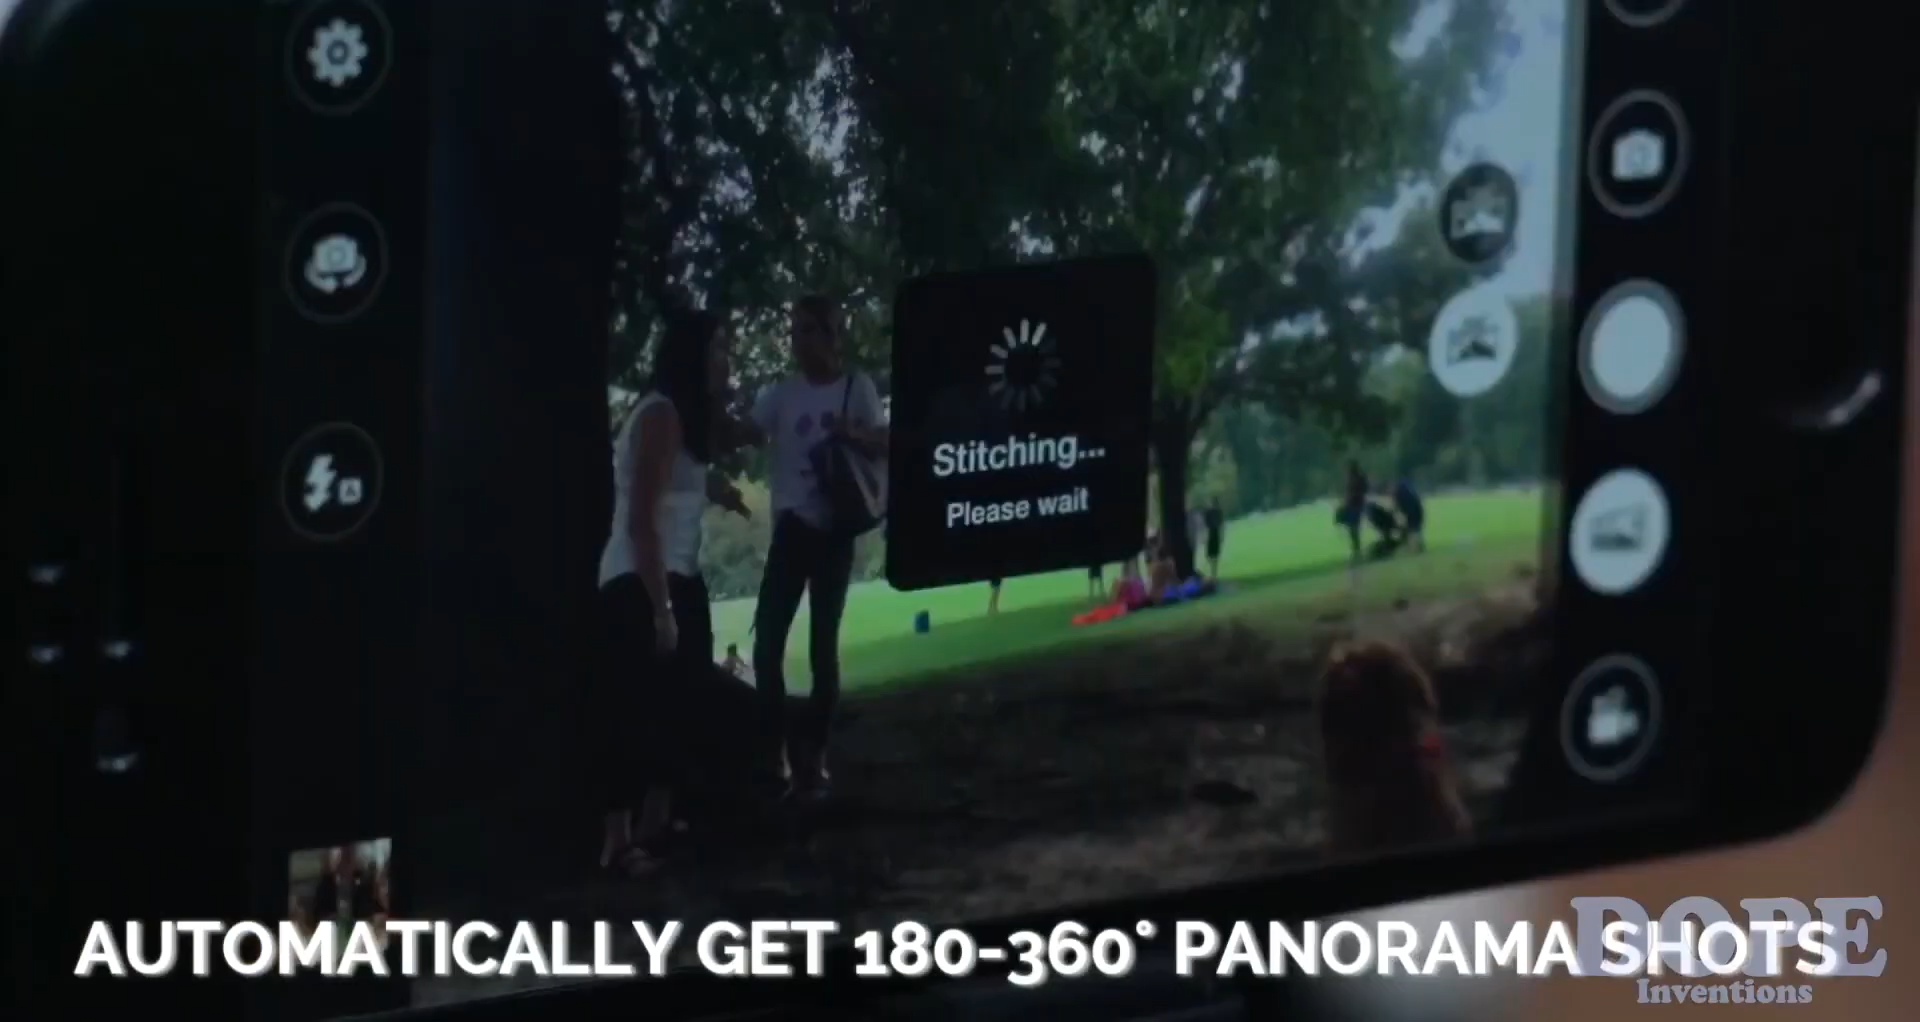 Stitching...
Please wait
AUTOMATICALLY GET 180-360° PANORAMA SHOTS
DOPE
Inventions